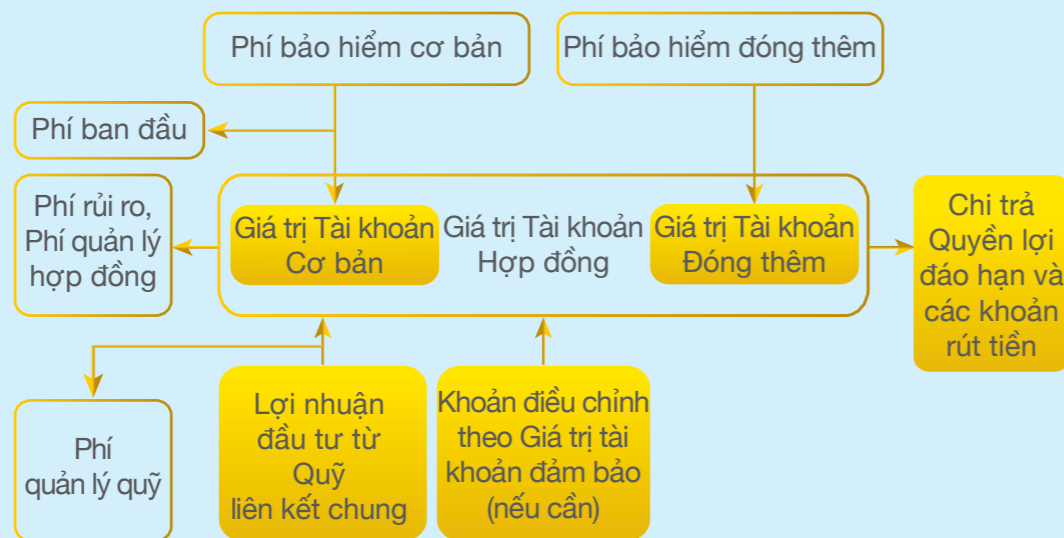 Phí bảo hiểm cơ bản
Phí bảo hiểm đóng thêm
Phí ban đầu
Phí rủi ro,
Phí quản lý
hợp đồng
Giá trị Tài khoản
Cơ bản
Giá trị Tài khoản
Hợp đồng
Giá trị Tài khoản
Đóng thêm
Chi trả
Quyền lợi
đáo hạn và
các khoản
rút tiền
Phí
quản lý quỹ
Lợi nhuận
đầu tư từ
Quỹ
liên kết chung
Khoản điều chỉnh
theo Giá trị tài
khoản đảm bảo
(nếu cần)